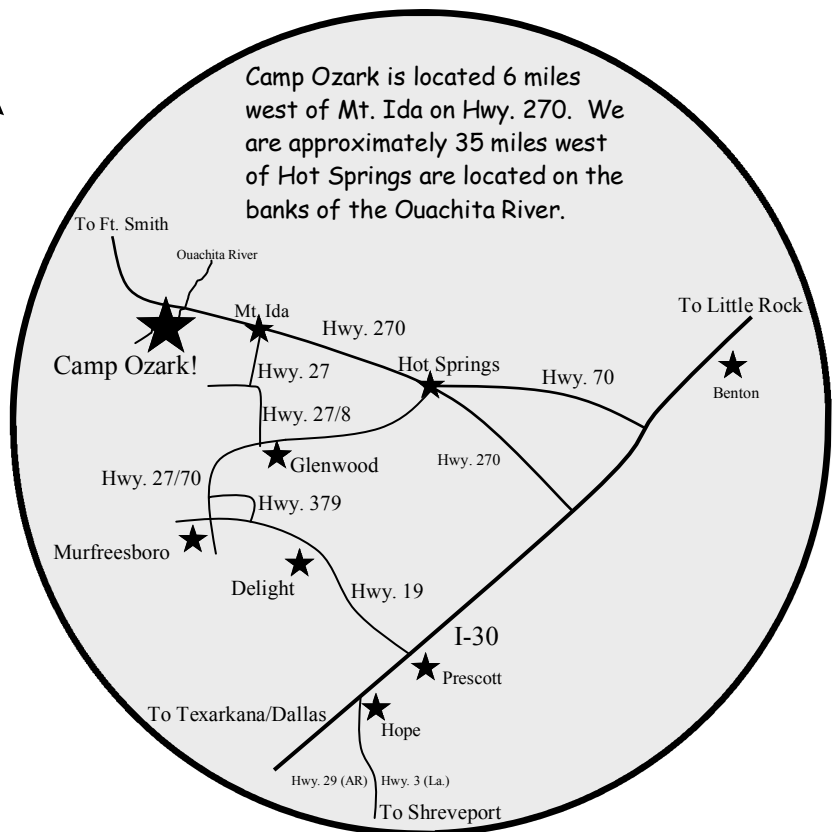 Camp Ozark is located 6 miles
west of Mt. Ida on Hwy. 270.  We
are approximately 35 miles west
of Hot Springs are located on the
banks of the Ouachita River.
To Ft. Smith
Ouachita River
Mt. Ida
To Little Rock
Hwy. 270
Camp Ozark!
Hot Springs
Hwy. 27
Hwy. 70
Benton
Hwy. 27/8
Hwy. 270
Glenwood
Hwy. 27/70
Hwy. 379
Murfreesboro
Delight
Hwy. 19
I-30
Prescott
To Texarkana/Dallas
Hope
Hwy. 29 (AR)
Hwy. 3 (La.)
To Shreveport